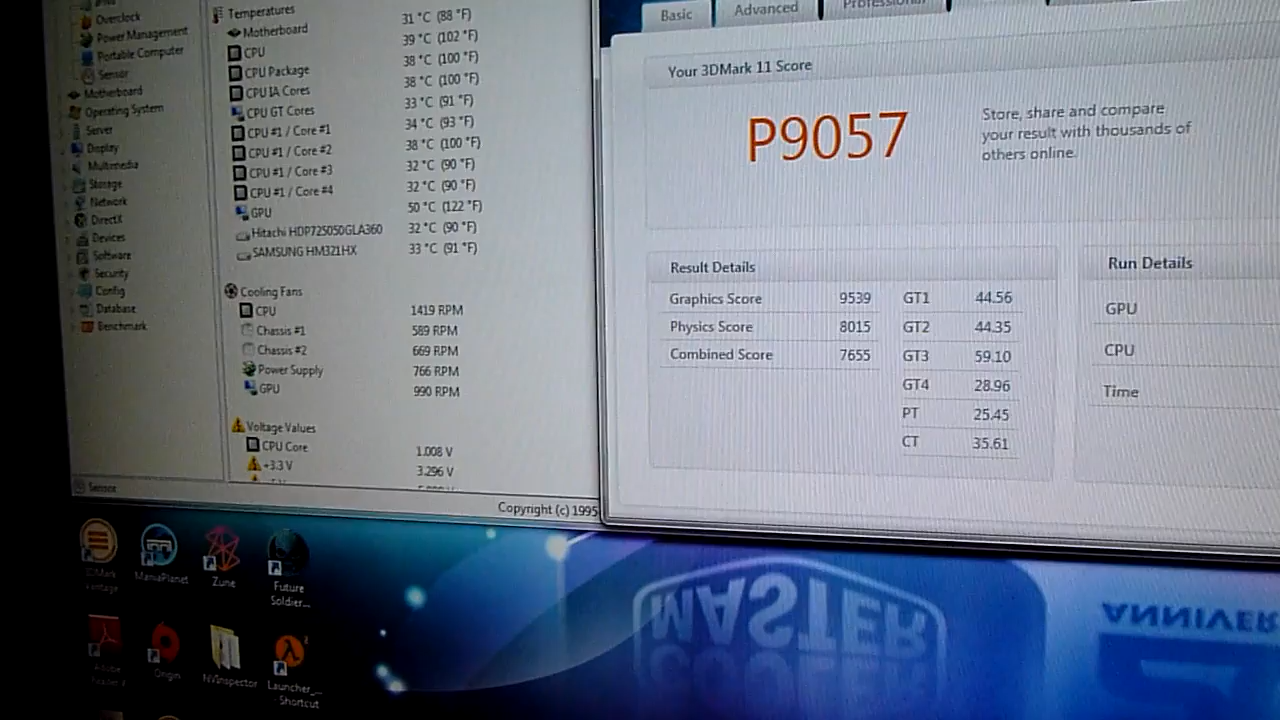 Overclock
Power Management
Portable Computer
Sensor
Motherboard
Operating System
Server
Display
Multimedia
Storage
Network
DirectX
Devices
Software
Security
Config
Database
Benchmark
Temperatures
Motherboard 31 °C (88 °F)
CPU 39 °C (102 °F)
CPU Package 38 °C (100 °F)
CPU IA Cores 38 °C (100 °F)
CPU GT Cores 33 °C (91 °F)
CPU #1 / Core #1 34 °C (93 °F)
CPU #1 / Core #2 38 °C (100 °F)
CPU #1 / Core #3 32 °C (90 °F)
CPU #1 / Core #4 32 °C (90 °F)
GPU 50 °C (122 °F)
Hitachi HDP725050GLA360 32 °C (90 °F)
SAMSUNG HM321HX 33 °C (91 °F)
Cooling Fans
CPU 1419 RPM
Chassis #1 589 RPM
Chassis #2 669 RPM
Power Supply 766 RPM
GPU 990 RPM
Voltage Values
CPU Core 1.008 V
+3.3 V 3.296 V
Sensor
Copyright (c) 1995
Basic Advanced Professional
Your 3DMark 11 Score
P9057
Store, share and compare
your result with thousands of
others online.
Result Details
Graphics Score 9539
Physics Score 8015
Combined Score 7655
GT1 44.56
GT2 44.35
GT3 59.10
GT4 28.96
PT 25.45
CT 35.61
Run Details
GPU
CPU
Time
3DMark
Vantage
ManiaPlanet
Zune
Future
Soldier...
Adobe
Reader X
Origin
NVInspector
Launcher_...
- Shortcut
MASTER
COOLER
ANNIVER